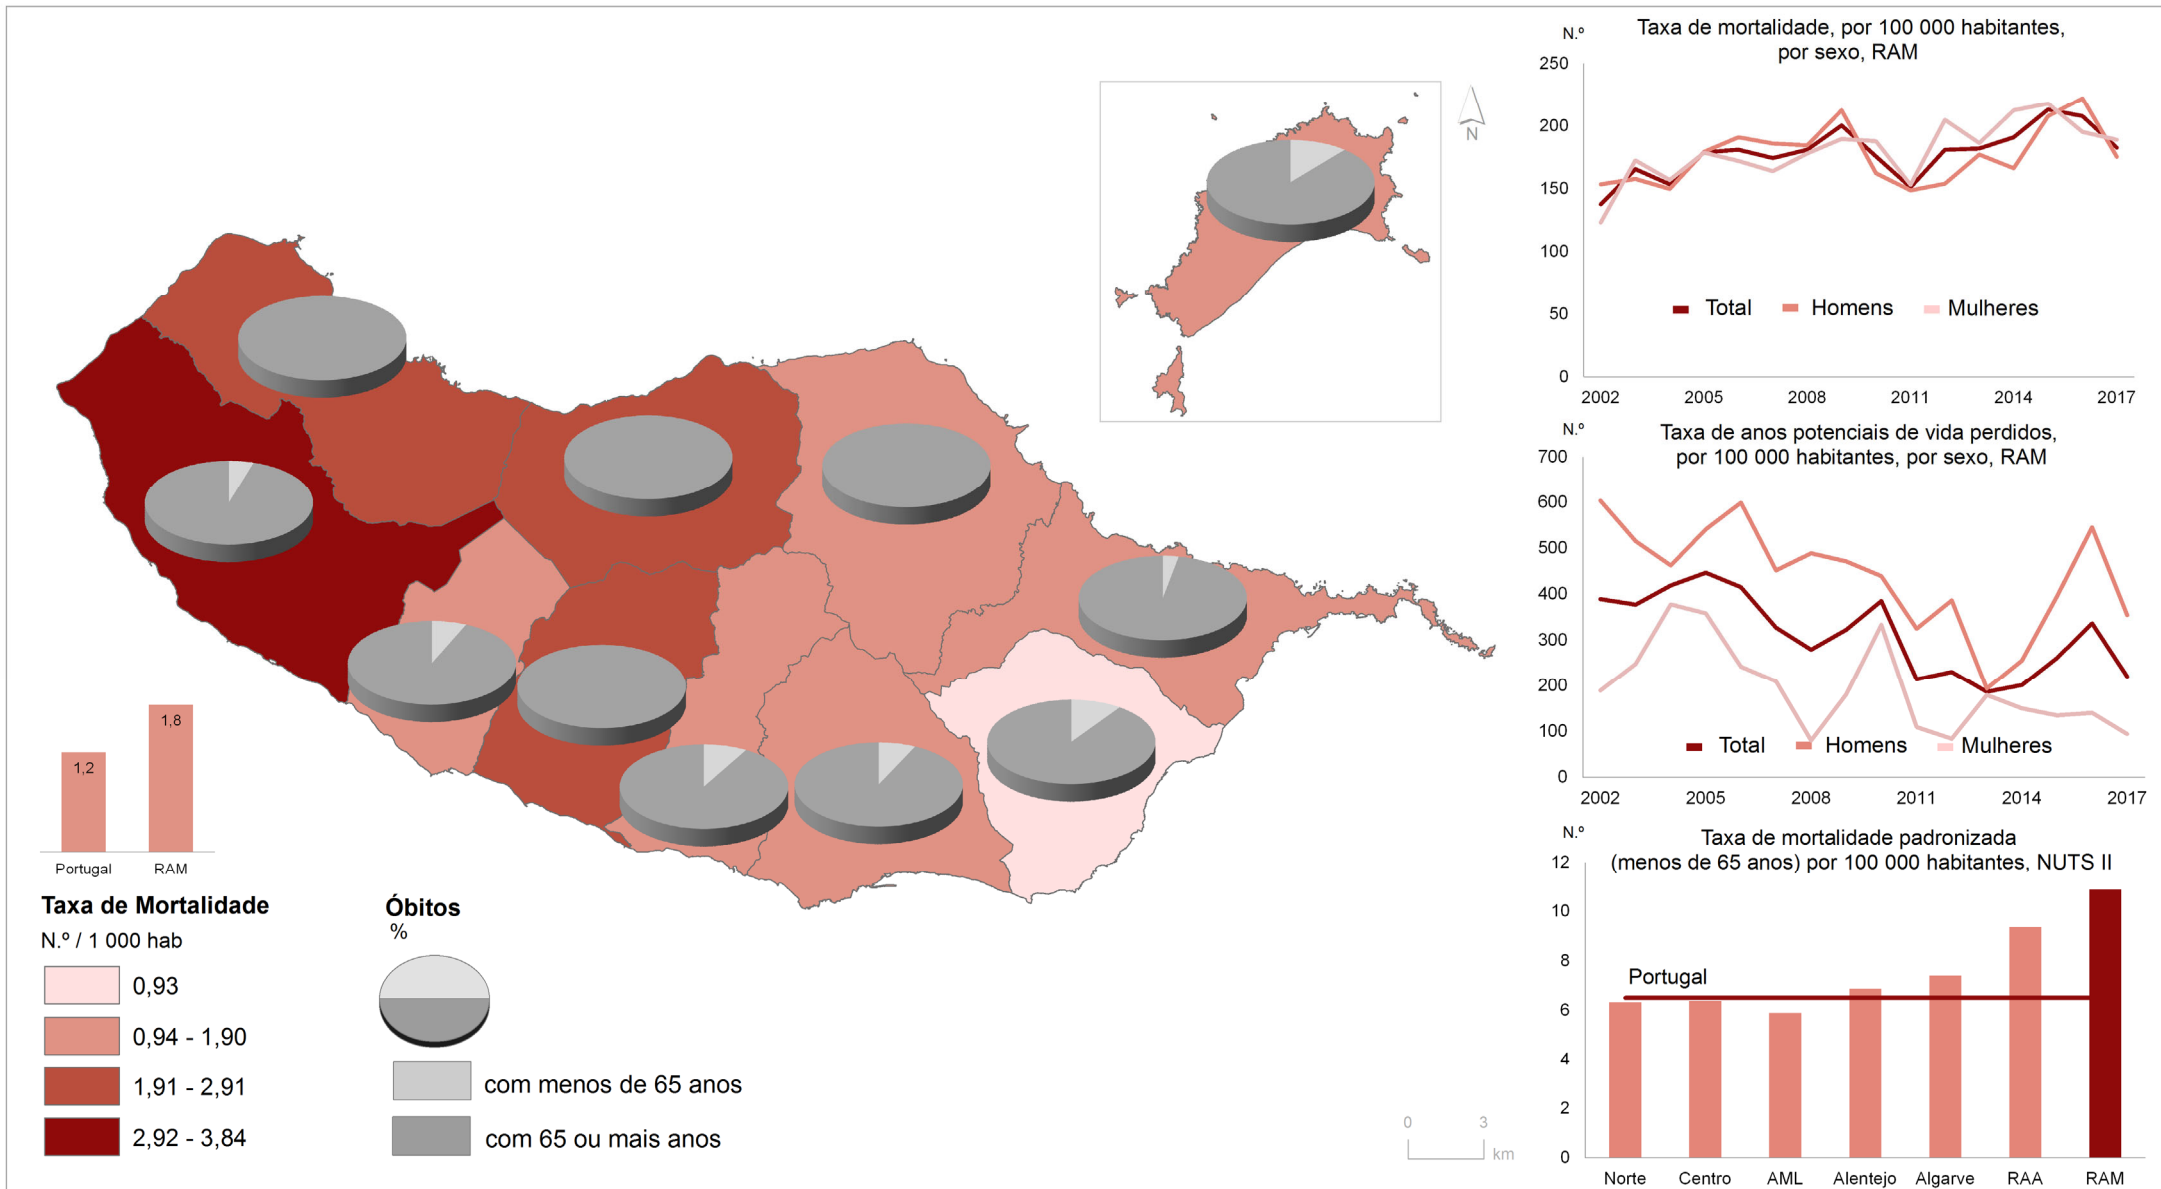 1,2
1,8
Portugal
RAM
Taxa de Mortalidade
N.º / 1 000 hab
0,93
0,94 - 1,90
1,91 - 2,91
2,92 - 3,84
Óbitos
%
com menos de 65 anos
com 65 ou mais anos
N
0
3
km
Taxa de mortalidade, por 100 000 habitantes,
por sexo, RAM
N.º
250
200
150
100
50
0
Total
Homens
Mulheres
2002
2005
2008
2011
2014
2017
Taxa de anos potenciais de vida perdidos,
por 100 000 habitantes, por sexo, RAM
N.º
700
600
500
400
300
200
100
0
Total
Homens
Mulheres
2002
2005
2008
2011
2014
2017
Taxa de mortalidade padronizada
(menos de 65 anos) por 100 000 habitantes, NUTS II
N.º
12
10
8
6
4
2
0
Portugal
Norte
Centro
AML
Alentejo
Algarve
RAA
RAM